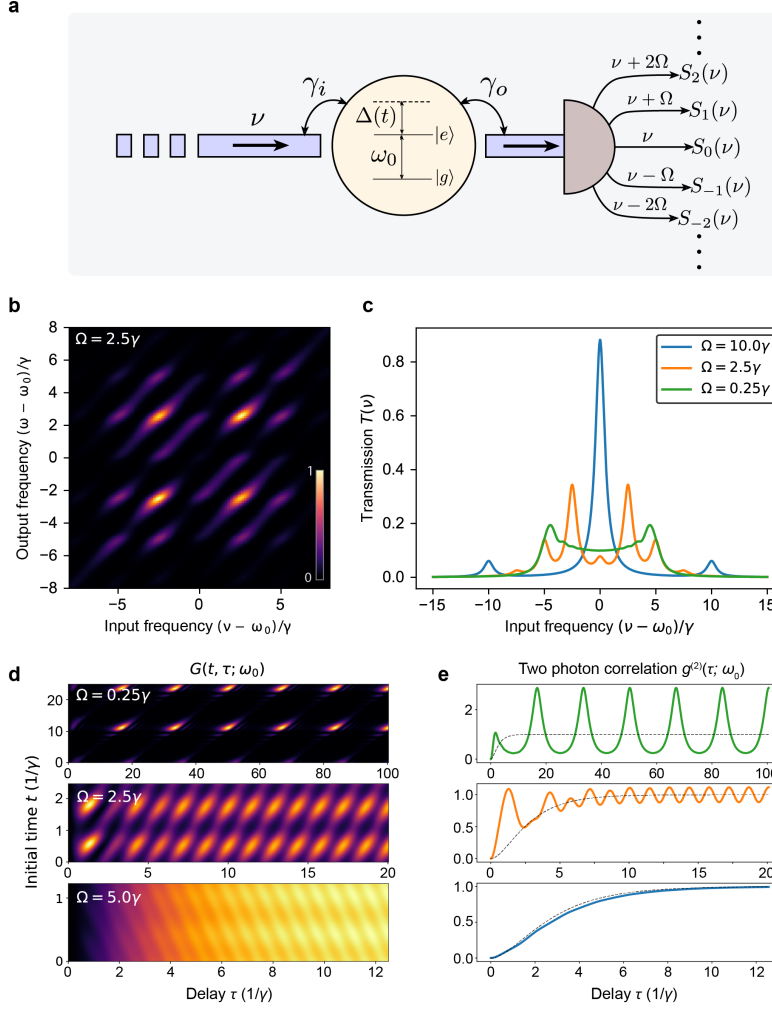 a
ν + 2Ω
S₂(ν)
γᵢ
γₒ
ν + Ω
S₁(ν)
ν
Δ(t)
|e⟩
ν
S₀(ν)
ω₀
|g⟩
ν − Ω
S₋₁(ν)
ν − 2Ω
S₋₂(ν)
b
Ω = 2.5γ
Output frequency (ω − ω₀)/γ
8
6
4
2
0
−2
−4
−6
−8
1
0
−5
0
5
Input frequency (ν − ω₀)/γ
c
Ω = 10.0γ
Ω = 2.5γ
Ω = 0.25γ
Transmission T(ν)
0.8
0.6
0.4
0.2
0.0
−15
−10
−5
0
5
10
15
Input frequency (ν − ω₀)/γ
d
G(t, τ; ω₀)
Initial time t (1/γ)
Ω = 0.25γ
20
10
0
0 20 40 60 80 100
Ω = 2.5γ
2
1
0
0 5 10 15 20
Ω = 5.0γ
1
0
0 2 4 6 8 10 12
Delay τ (1/γ)
e
Two photon correlation g⁽²⁾(τ; ω₀)
2
0
0 20 40 60 80 100
1.0
0.5
0.0
0 5 10 15 20
1.0
0.5
0.0
0 2 4 6 8 10 12
Delay τ (1/γ)